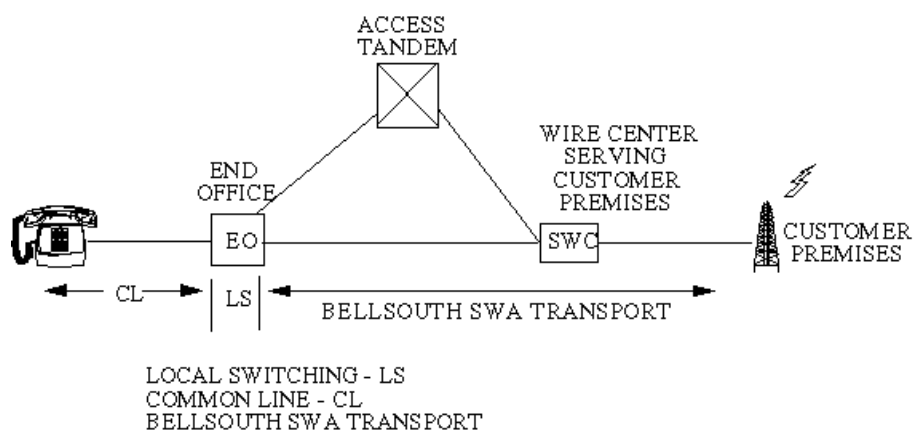 ACCESS
TANDEM
WIRE CENTER
SERVING
CUSTOMER
PREMISES
END
OFFICE
EO
SWC
CUSTOMER
PREMISES
CL
LS
BELLSOUTH SWA TRANSPORT
LOCAL SWITCHING - LS
COMMON LINE - CL
BELLSOUTH SWA TRANSPORT